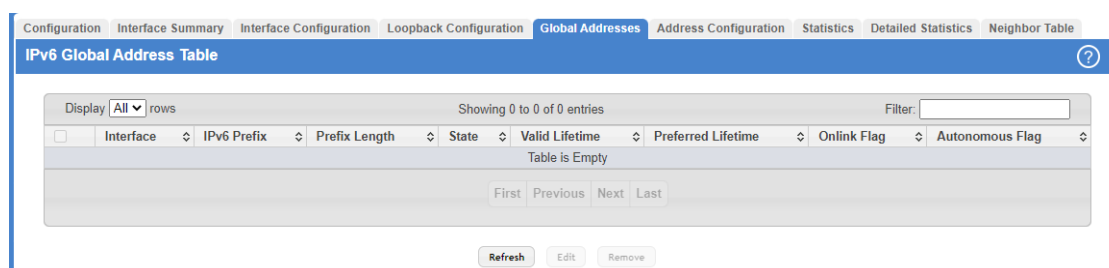 Configuration Interface Summary Interface Configuration Loopback Configuration Global Addresses Address Configuration Statistics Detailed Statistics Neighbor Table
IPv6 Global Address Table ?
Display All rows Showing 0 to 0 of 0 entries Filter:
Interface IPv6 Prefix Prefix Length State Valid Lifetime Preferred Lifetime Onlink Flag Autonomous Flag
Table is Empty
First Previous Next Last
Refresh Edit Remove